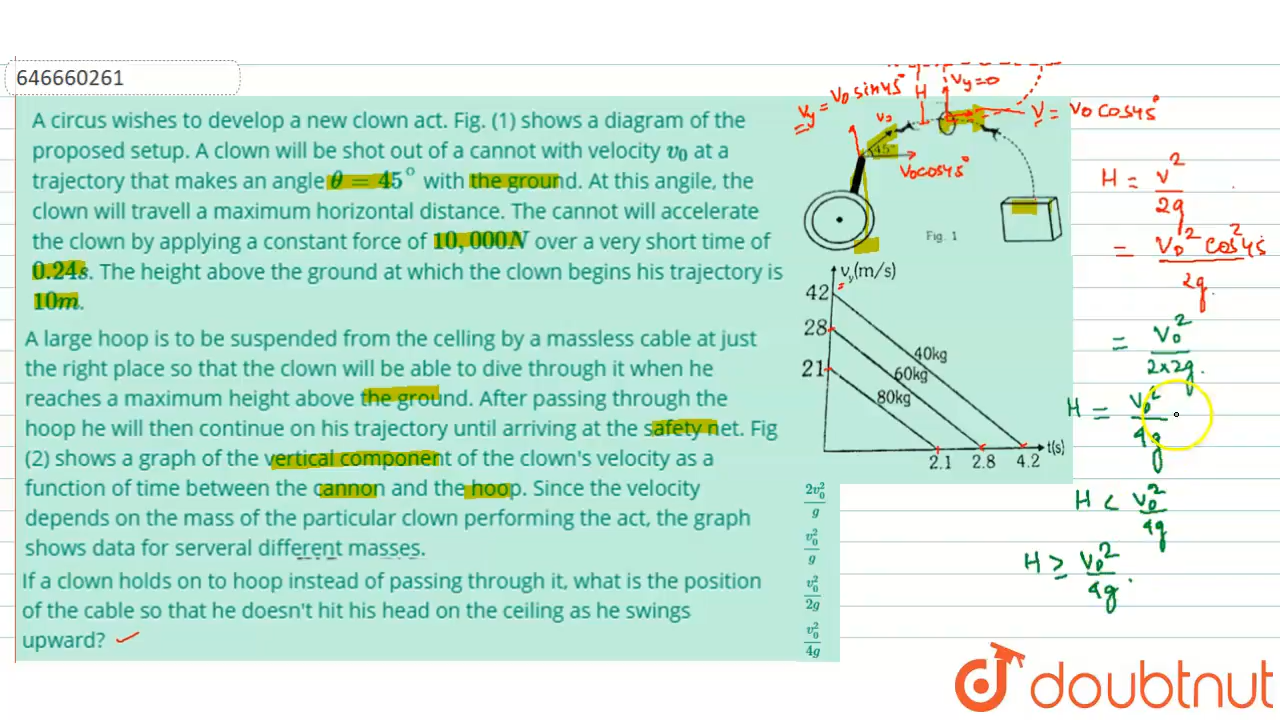 646660261
A circus wishes to develop a new clown act. Fig. (1) shows a diagram of the
proposed setup. A clown will be shot out of a cannot with velocity v₀ at a
trajectory that makes an angle θ = 45° with the ground. At this angile, the
clown will travell a maximum horizontal distance. The cannot will accelerate
the clown by applying a constant force of 10,000N over a very short time of
0.24s. The height above the ground at which the clown begins his trajectory is
10m.
A large hoop is to be suspended from the celling by a massless cable at just
the right place so that the clown will be able to dive through it when he
reaches a maximum height above the ground. After passing through the
hoop he will then continue on his trajectory until arriving at the safety net. Fig
(2) shows a graph of the vertical component of the clown's velocity as a
function of time between the cannon and the hoop. Since the velocity
depends on the mass of the particular clown performing the act, the graph
shows data for serveral different masses.
If a clown holds on to hoop instead of passing through it, what is the position
of the cable so that he doesn't hit his head on the ceiling as he swings
upward?
Vy = V₀ sin45°
H
Vy=0
V = V₀ cos45°
v₀
45°
V₀cos45°
Fig. 1
vᵧ(m/s)
42
28
21
40kg
60kg
80kg
2.1 2.8 4.2
t(s)
2v₀²/g
v₀²/g
v₀²/2g
v₀²/4g
H = v²/2g
= V₀² cos²45°/2g.
= V₀²/2×2g.
H = V₀²/4g
H < V₀²/4g
H ≥ V₀²/4g.
doubtnut